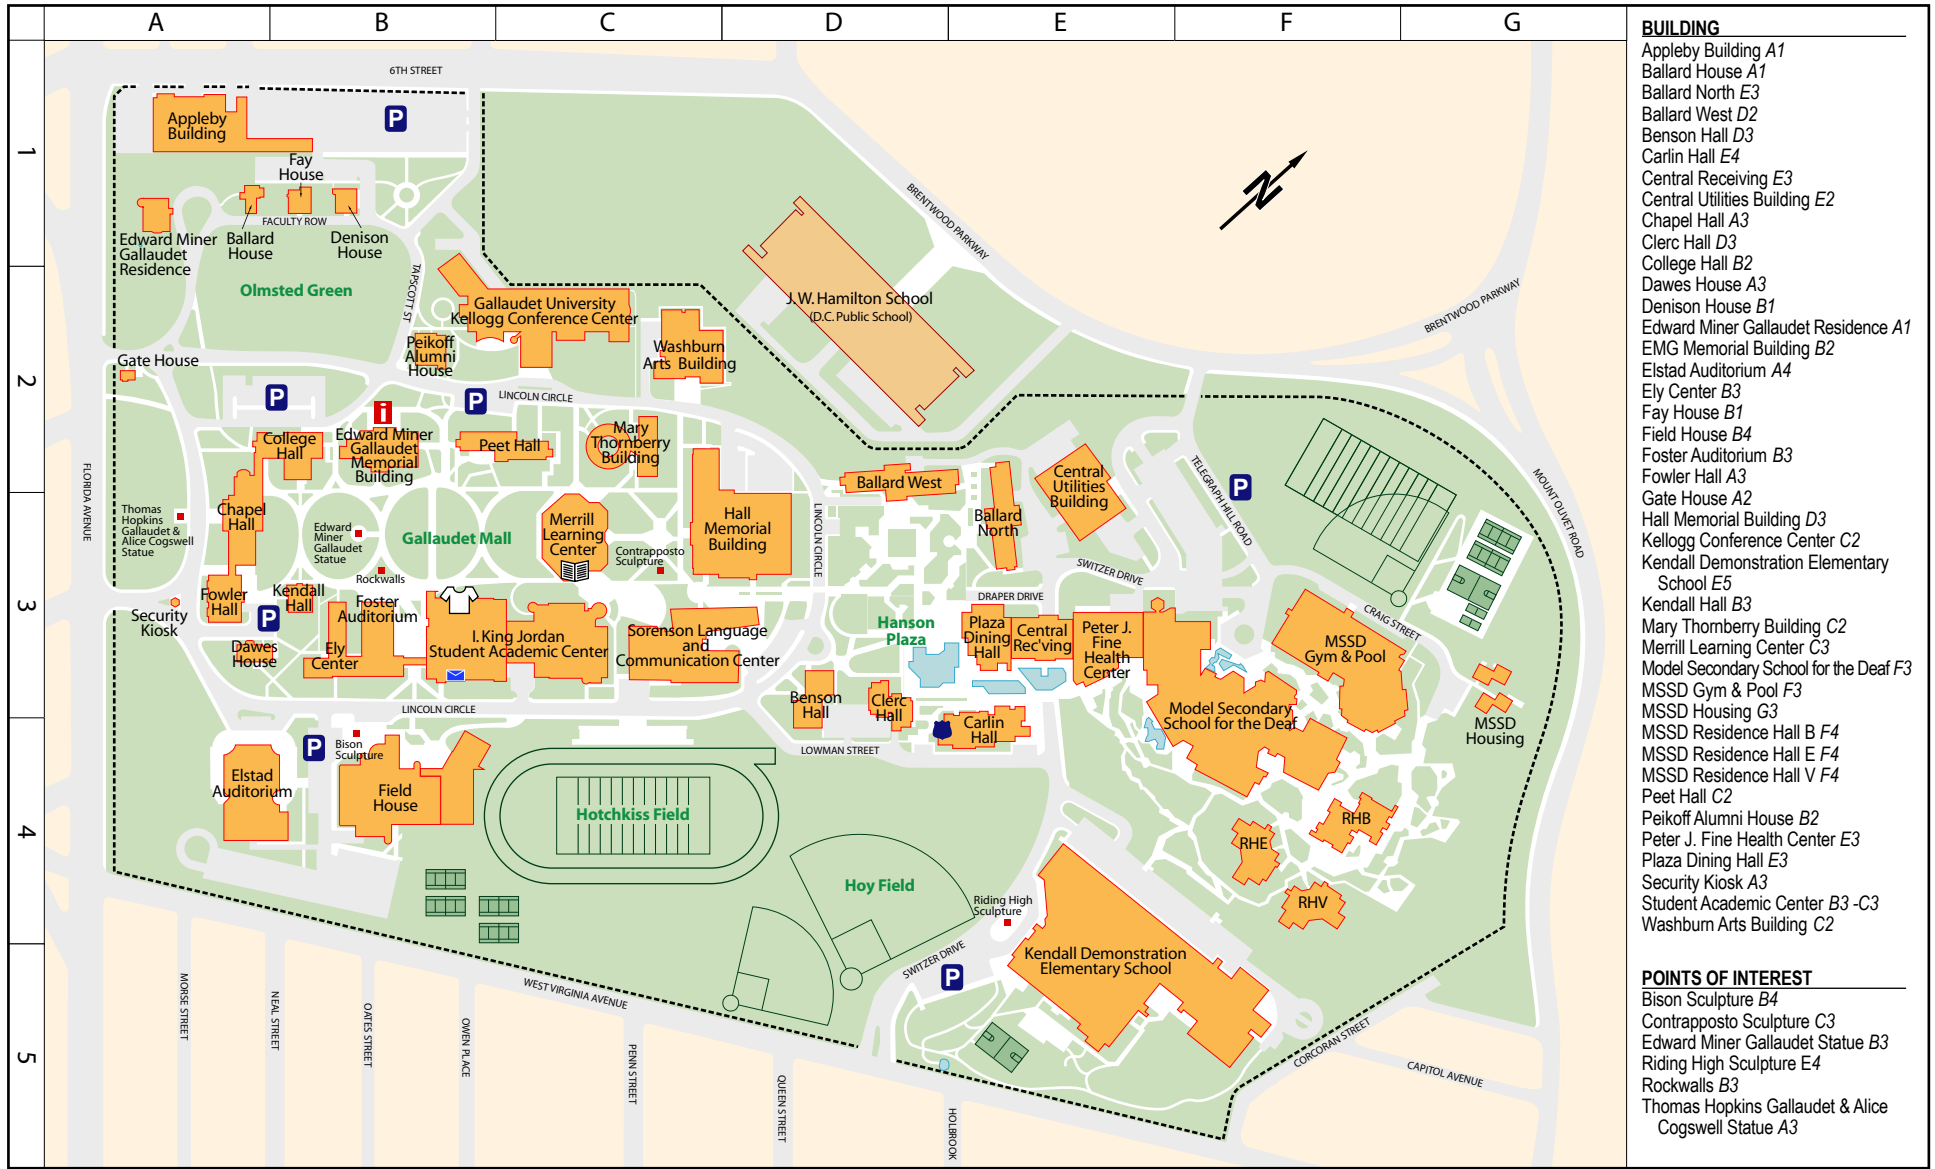 A B C D E F G
1
2
3
4
5
6TH STREET
Appleby
Building
P
Fay
House
FACULTY ROW
Edward Miner
Gallaudet
Residence
Ballard
House
Denison
House
TAPSCOTT ST
Olmsted Green
BRENTWOOD PARKWAY
N
J.W. Hamilton School
(D.C. Public School)
BRENTWOOD PARKWAY
Gallaudet University
Kellogg Conference Center
Peikoff
Alumni
House
Washburn
Arts Building
Gate House
P
P
LINCOLN CIRCLE
i
College
Hall
Edward Miner
Gallaudet
Memorial
Building
Peet Hall
Mary
Thornberry
Building
FLORIDA AVENUE
Ballard West
Central
Utilities
Building
TELEGRAPH HILL ROAD
P
MOUNT OLIVET ROAD
Thomas
Hopkins
Gallaudet &
Alice Cogswell
Statue
Chapel
Hall
Edward
Miner
Gallaudet
Statue
Gallaudet Mall
Merrill
Learning
Center
Contrapposto
Sculpture
Hall
Memorial
Building
LINCOLN CIRCLE
Ballard
North
Rockwalls
SWITZER DRIVE
DRAPER DRIVE
Fowler
Hall
Kendall
Hall
Foster
Auditorium
Security
Kiosk
P
Dawes
House
Ely
Center
I. King Jordan
Student Academic Center
Sorenson Language
and
Communication Center
Hanson
Plaza
Plaza
Dining
Hall
Central
Rec'ving
Peter J.
Fine
Health
Center
MSSD
Gym & Pool
CRAIG STREET
LINCOLN CIRCLE
Benson
Hall
Clerc
Hall
Carlin
Hall
Model Secondary
School for the Deaf
MSSD
Housing
LOWMAN STREET
P
Bison
Sculpture
Elstad
Auditorium
Field
House
Hotchkiss Field
RHB
RHE
RHV
Hoy Field
Riding High
Sculpture
SWITZER DRIVE
P
Kendall Demonstration
Elementary School
MORSE STREET
NEAL STREET
OATES STREET
OWEN PLACE
WEST VIRGINIA AVENUE
PENN STREET
QUEEN STREET
HOLBROOK
CORCORAN STREET
CAPITOL AVENUE
BUILDING
Appleby Building A1
Ballard House A1
Ballard North E3
Ballard West D2
Benson Hall D3
Carlin Hall E4
Central Receiving E3
Central Utilities Building E2
Chapel Hall A3
Clerc Hall D3
College Hall B2
Dawes House A3
Denison House B1
Edward Miner Gallaudet Residence A1
EMG Memorial Building B2
Elstad Auditorium A4
Ely Center B3
Fay House B1
Field House B4
Foster Auditorium B3
Fowler Hall A3
Gate House A2
Hall Memorial Building D3
Kellogg Conference Center C2
Kendall Demonstration Elementary
School E5
Kendall Hall B3
Mary Thornberry Building C2
Merrill Learning Center C3
Model Secondary School for the Deaf F3
MSSD Gym & Pool F3
MSSD Housing G3
MSSD Residence Hall B F4
MSSD Residence Hall E F4
MSSD Residence Hall V F4
Peet Hall C2
Peikoff Alumni House B2
Peter J. Fine Health Center E3
Plaza Dining Hall E3
Security Kiosk A3
Student Academic Center B3 -C3
Washburn Arts Building C2
POINTS OF INTEREST
Bison Sculpture B4
Contrapposto Sculpture C3
Edward Miner Gallaudet Statue B3
Riding High Sculpture E4
Rockwalls B3
Thomas Hopkins Gallaudet & Alice
Cogswell Statue A3